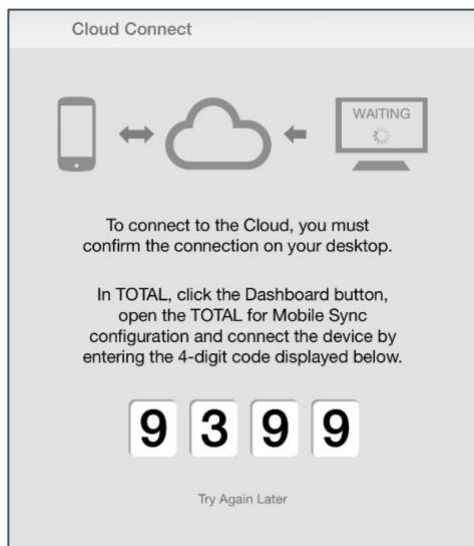 Cloud Connect
WAITING
To connect to the Cloud, you must
confirm the connection on your desktop.
In TOTAL, click the Dashboard button,
open the TOTAL for Mobile Sync
configuration and connect the device by
entering the 4-digit code displayed below.
9 3 9 9
Try Again Later